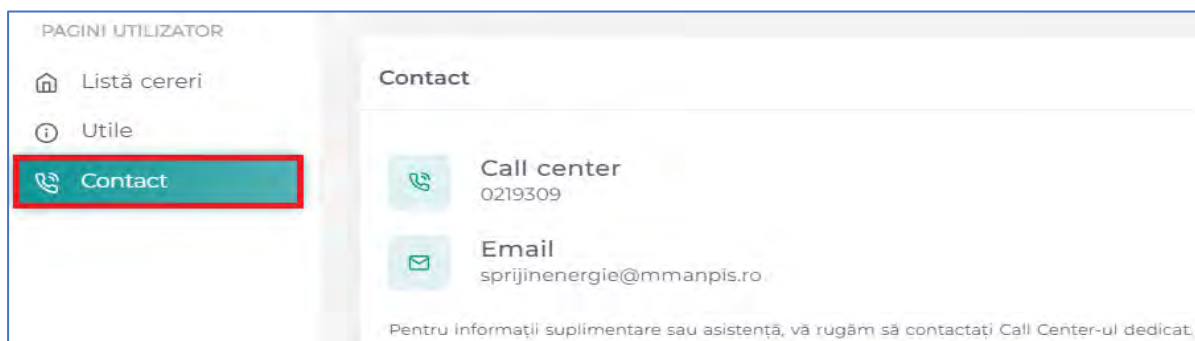 PAGINI UTILIZATOR
Listă cereri
Utile
Contact
Contact
Call center
0219309
Email
sprijinenergie@mmanpis.ro
Pentru informații suplimentare sau asistență, vă rugăm să contactați Call Center-ul dedicat.